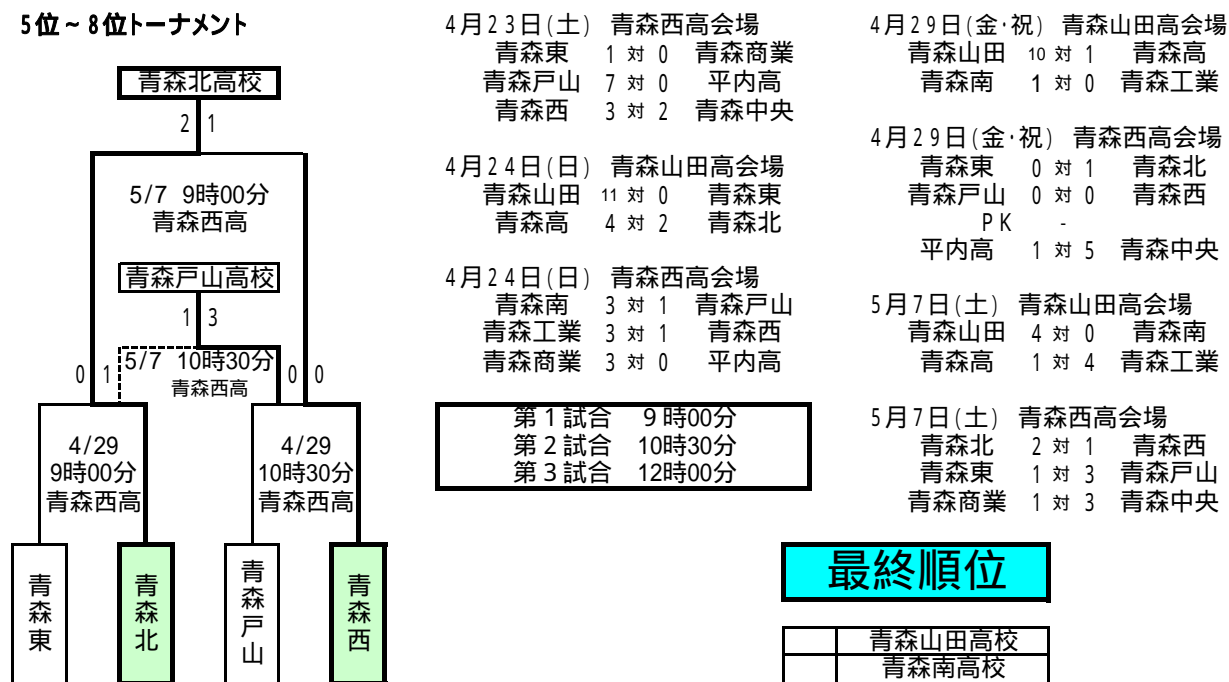 5位~8位トーナメント
青森北高校
2 1
5/7 9時00分
青森西高
青森戸山高校
1 3
0 1 5/7 10時30分 0 0
青森西高
4/29
9時00分
青森西高
4/29
10時30分
青森西高
青森東
青森北
青森戸山
青森西
4月23日(土) 青森西高会場
青森東 1 対 0 青森商業
青森戸山 7 対 0 平内高
青森西 3 対 2 青森中央
4月24日(日) 青森山田高会場
青森山田 11 対 0 青森東
青森高 4 対 2 青森北
4月24日(日) 青森西高会場
青森南 3 対 1 青森戸山
青森工業 3 対 1 青森西
青森商業 3 対 0 平内高
第1試合 9時00分
第2試合 10時30分
第3試合 12時00分
4月29日(金·祝) 青森山田高会場
青森山田 10 対 1 青森高
青森南 1 対 0 青森工業
4月29日(金·祝) 青森西高会場
青森東 0 対 1 青森北
青森戸山 0 対 0 青森西
PK -
平内高 1 対 5 青森中央
5月7日(土) 青森山田高会場
青森山田 4 対 0 青森南
青森高 1 対 4 青森工業
5月7日(土) 青森西高会場
青森北 2 対 1 青森西
青森東 1 対 3 青森戸山
青森商業 1 対 3 青森中央
最終順位
青森山田高校
青森南高校